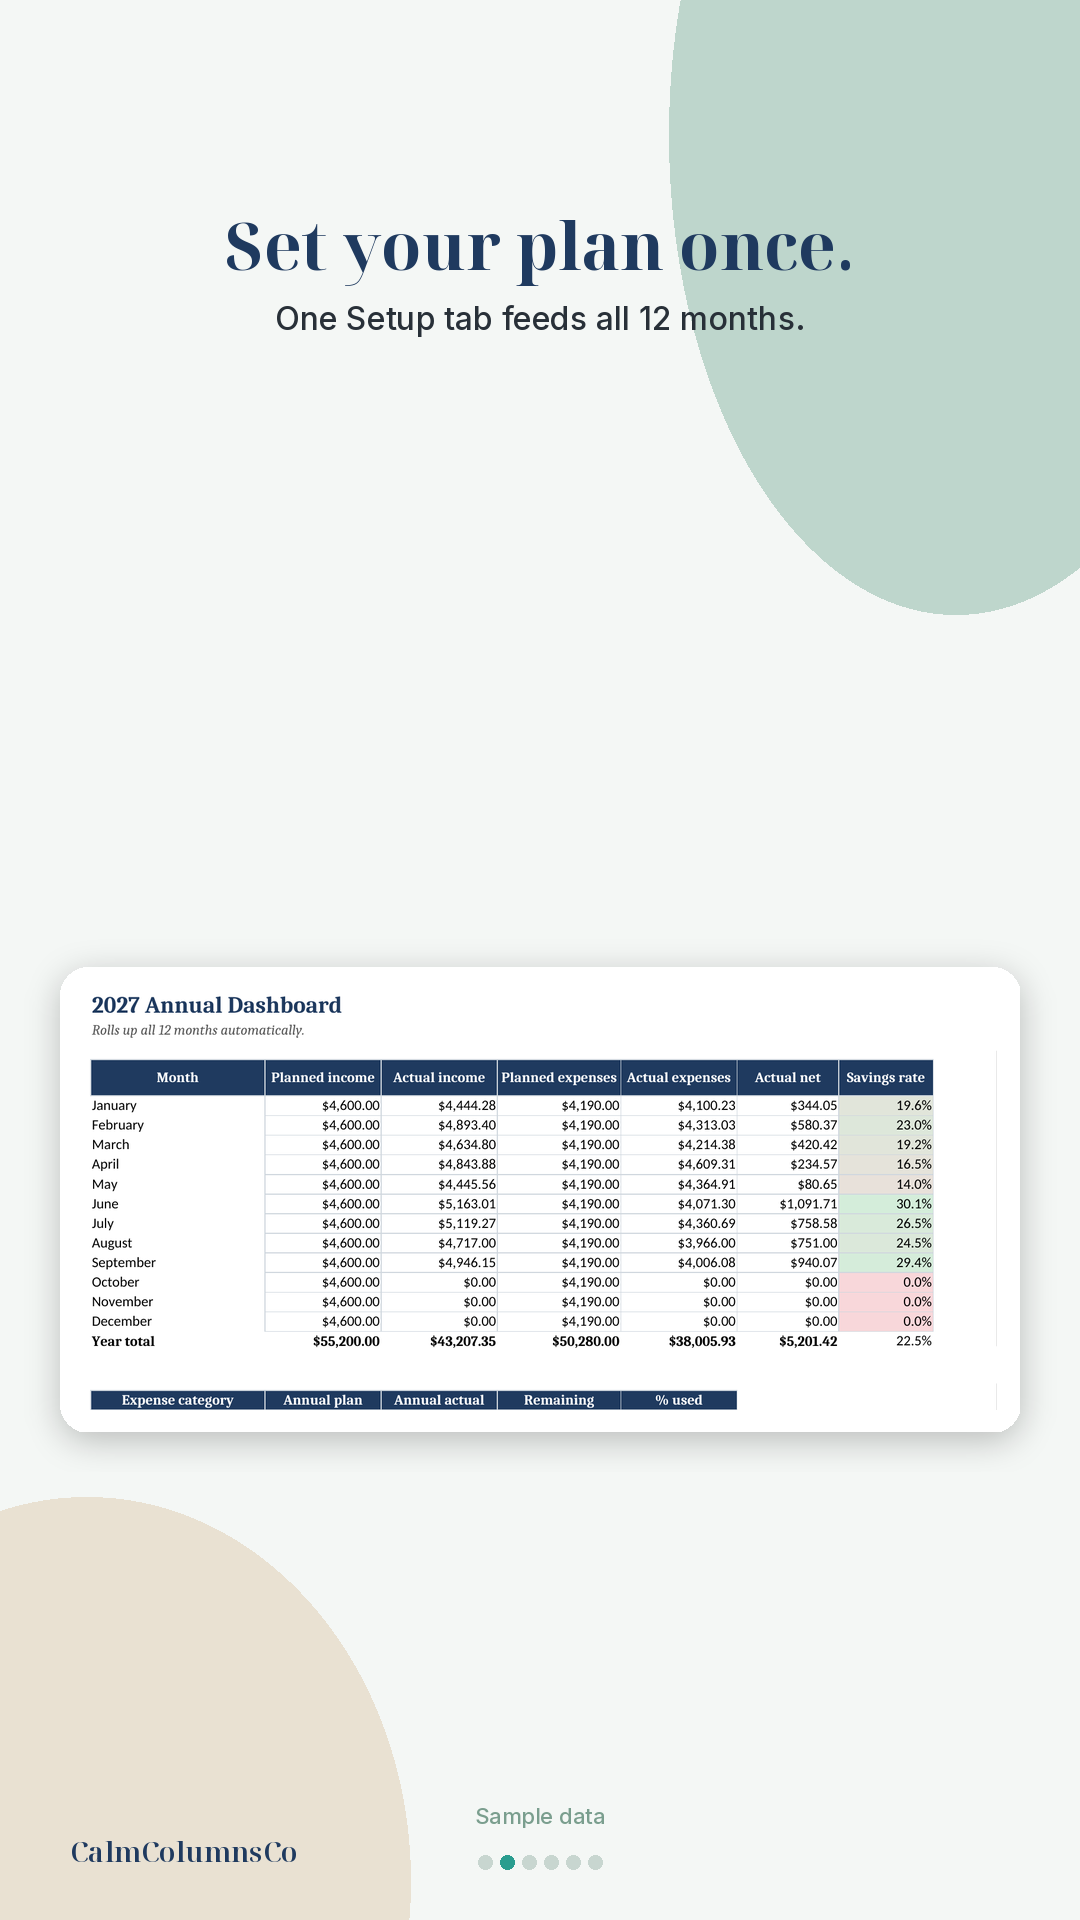 Set your plan once.
One Setup tab feeds all 12 months.
2027 Annual Dashboard
Rolls up all 12 months automatically.
Month Planned income Actual income Planned expenses Actual expenses Actual net Savings rate
January $4,600.00 $4,444.28 $4,190.00 $4,100.23 $344.05 19.6%
February $4,600.00 $4,893.40 $4,190.00 $4,313.03 $580.37 23.0%
March $4,600.00 $4,634.80 $4,190.00 $4,214.38 $420.42 19.2%
April $4,600.00 $4,843.88 $4,190.00 $4,609.31 $234.57 16.5%
May $4,600.00 $4,445.56 $4,190.00 $4,364.91 $80.65 14.0%
June $4,600.00 $5,163.01 $4,190.00 $4,071.30 $1,091.71 30.1%
July $4,600.00 $5,119.27 $4,190.00 $4,360.69 $758.58 26.5%
August $4,600.00 $4,717.00 $4,190.00 $3,966.00 $751.00 24.5%
September $4,600.00 $4,946.15 $4,190.00 $4,006.08 $940.07 29.4%
October $4,600.00 $0.00 $4,190.00 $0.00 $0.00 0.0%
November $4,600.00 $0.00 $4,190.00 $0.00 $0.00 0.0%
December $4,600.00 $0.00 $4,190.00 $0.00 $0.00 0.0%
Year total $55,200.00 $43,207.35 $50,280.00 $38,005.93 $5,201.42 22.5%
Expense category Annual plan Annual actual Remaining % used
Sample data
CalmColumnsCo